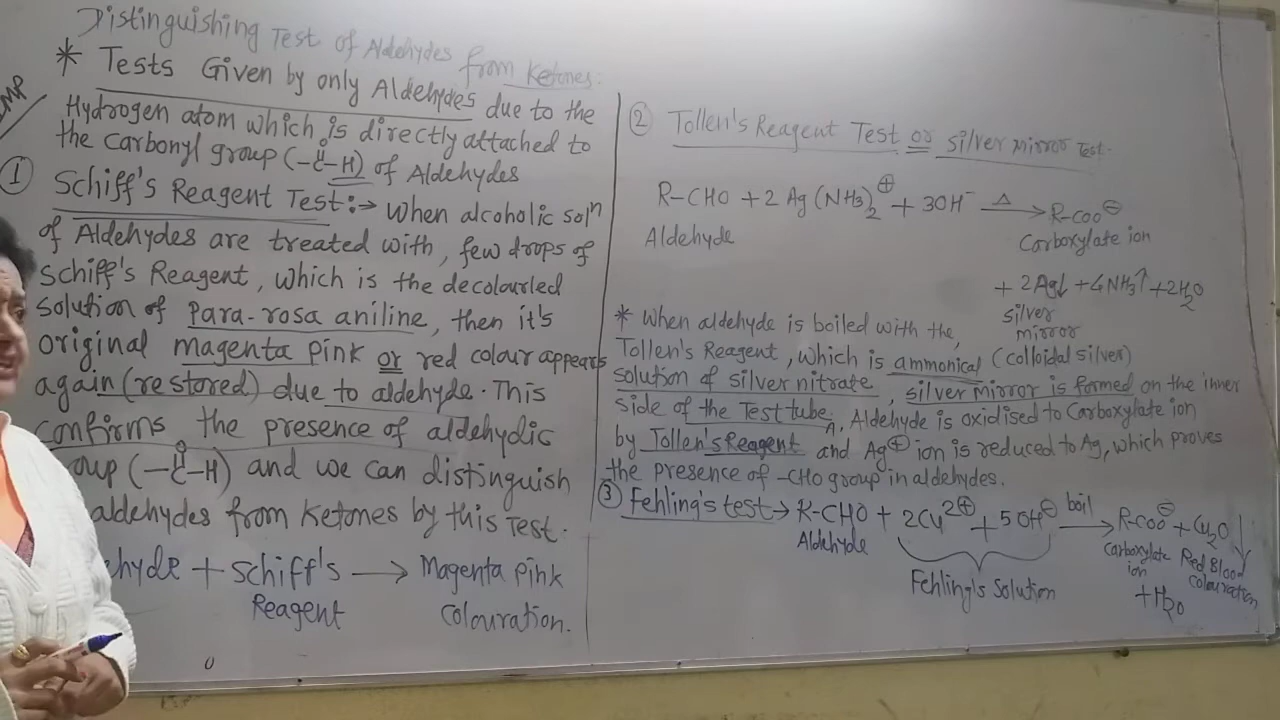 Distinguishing Test of Aldehydes from Ketones:
* Tests Given by only Aldehydes due to the
IMP
Hydrogen atom which is directly attached to
the carbonyl group (-C-H) of Aldehydes
O
① Schiff's Reagent Test:→ when alcoholic solⁿ
of Aldehydes are treated with, few drops of
Schiff's Reagent, which is the decolourled
solution of Para-rosa aniline, then it's
original magenta pink or red colour appears
again (restored) due to aldehyde. This
confirms the presence of aldehydic
oup (-C-H) and we can distinguish
O
aldehydes from Ketones by this Test.
hyde + Schiff's → Magenta Pink
Reagent colouration.
② Tollen's Reagent Test or silver mirror Test.
R-CHO + 2 Ag(NH₃)₂⊕ + 3OH⁻ —Δ→ R-COO⊖
Aldehyde Carboxylate ion
+ 2Ag↓ + 4NH₃↑ + 2H₂O
silver
mirror
* When aldehyde is boiled with the,
Tollen's Reagent, which is ammonical (colloidal silver)
solution of silver nitrate, silver mirror is formed on the inner
side of the Test tube. Aldehyde is oxidised to Carboxylate ion
by Tollen's Reagent and Ag⊕ ion is reduced to Ag, which proves
the presence of -CHO group in aldehydes.
③ Fehling's test → R-CHO + 2Cu²⊕ + 5OH⊖ —boil→ R-COO⊖ + Cu₂O↓
Aldehyde Carboxylate ion Red Blood colouration
Fehling's Solution + H₂O